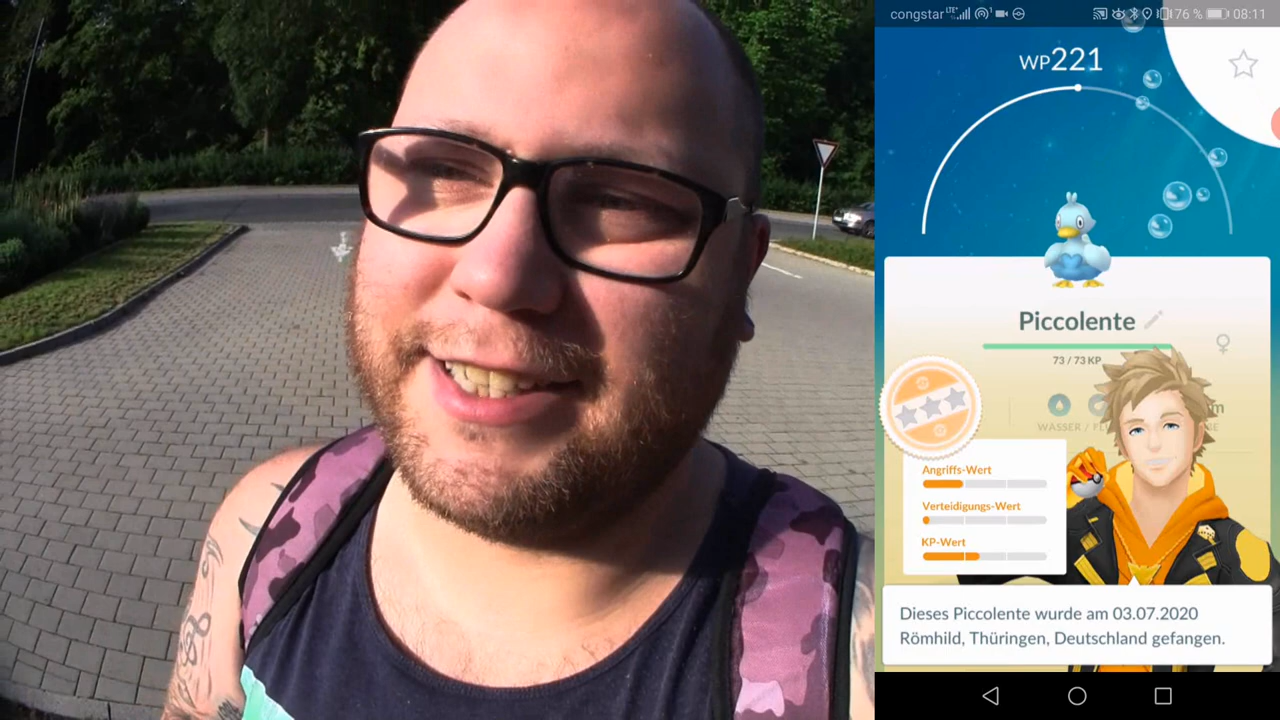 congstar 76 % 08:11
WP221
Piccolente
73 / 73 KP
WASSER / FL
Angriffs-Wert
Verteidigungs-Wert
KP-Wert
Dieses Piccolente wurde am 03.07.2020
Römhild, Thüringen, Deutschland gefangen.